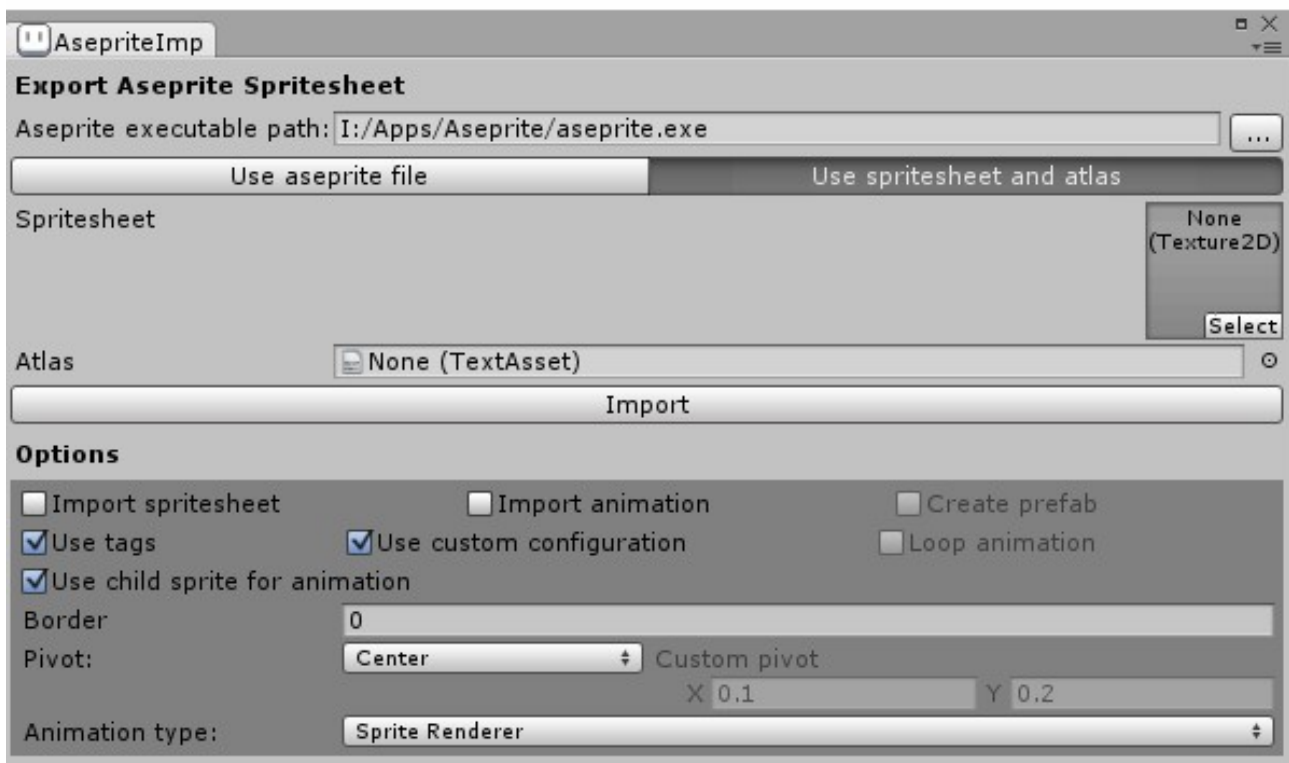 AsepriteImp
Export Aseprite Spritesheet
Aseprite executable path: I:/Apps/Aseprite/aseprite.exe ...
Use aseprite file Use spritesheet and atlas
Spritesheet None
(Texture2D)
Select
Atlas None (TextAsset)
Import
Options
Import spritesheet Import animation Create prefab
Use tags Use custom configuration Loop animation
Use child sprite for animation
Border 0
Pivot: Center Custom pivot
X 0.1 Y 0.2
Animation type: Sprite Renderer